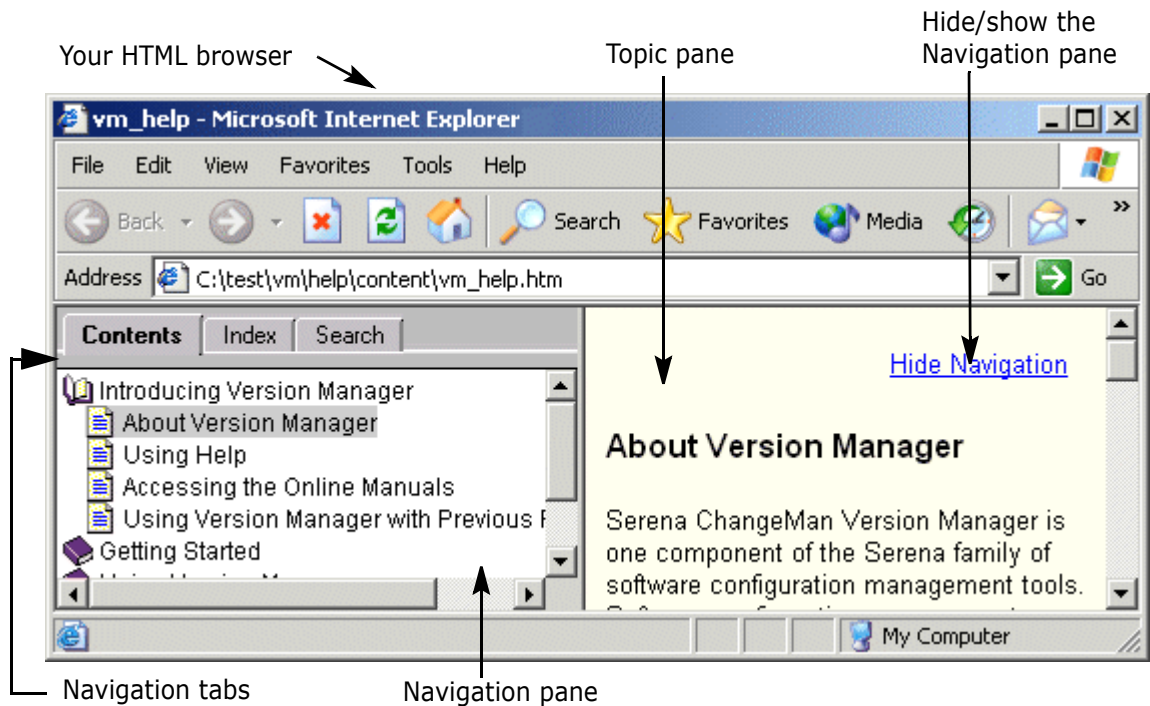 Hide/show the
Your HTML browser Topic pane Navigation pane
vm_help - Microsoft Internet Explorer
File Edit View Favorites Tools Help
Back Search Favorites Media »
Address C:\test\vm\help\content\vm_help.htm Go
Contents Index Search
Hide Navigation
Introducing Version Manager
About Version Manager
Using Help
Accessing the Online Manuals
Using Version Manager with Previous
Getting Started
About Version Manager
Serena ChangeMan Version Manager is
one component of the Serena family of
software configuration management tools.
My Computer
Navigation tabs Navigation pane